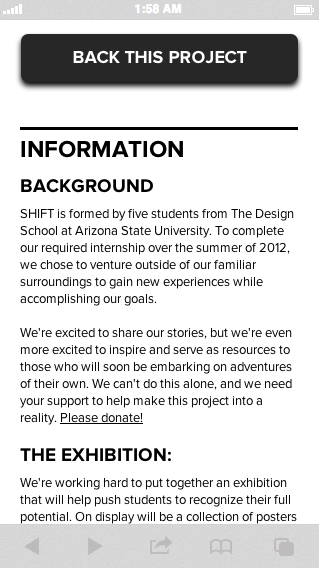 1:58 AM
BACK THIS PROJECT
INFORMATION
BACKGROUND
SHIFT is formed by five students from The Design
School at Arizona State University. To complete
our required internship over the summer of 2012,
we chose to venture outside of our familiar
surroundings to gain new experiences while
accomplishing our goals.
We're excited to share our stories, but we're even
more excited to inspire and serve as resources to
those who will soon be embarking on adventures
of their own. We can't do this alone, and we need
your support to help make this project into a
reality. Please donate!
THE EXHIBITION:
We're working hard to put together an exhibition
that will help push students to recognize their full
potential. On display will be a collection of posters